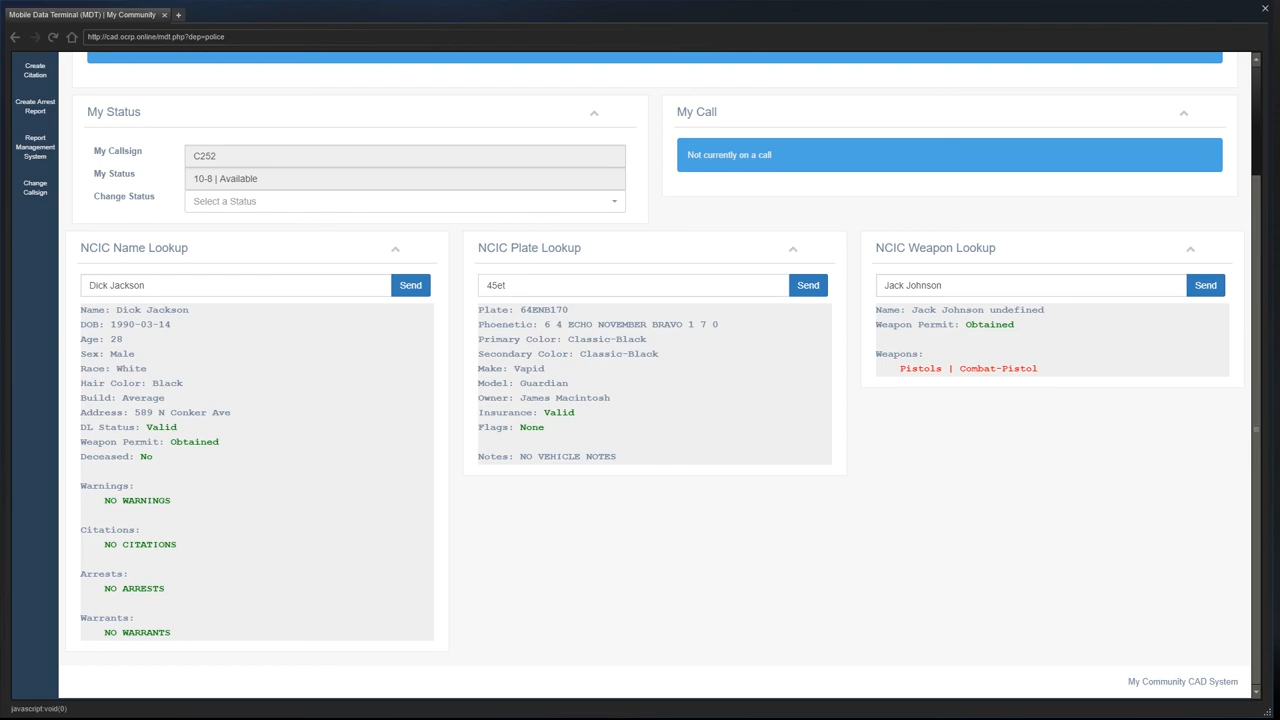 Mobile Data Terminal (MDT) | My Community
http://cad.ocrp.online/mdt.php?dep=police
Create
Citation
Create Arrest
Report
Report
Management
System
Change
Callsign
My Status
My Callsign
C252
My Status
10-8 | Available
Change Status
Select a Status
My Call
Not currently on a call
NCIC Name Lookup
Dick Jackson
Send
Name: Dick Jackson
DOB: 1990-03-14
Age: 28
Sex: Male
Race: White
Hair Color: Black
Build: Average
Address: 589 N Conker Ave
DL Status: Valid
Weapon Permit: Obtained
Deceased: No
Warnings:
NO WARNINGS
Citations:
NO CITATIONS
Arrests:
NO ARRESTS
Warrants:
NO WARRANTS
NCIC Plate Lookup
45et
Send
Plate: 64ENB170
Phoenetic: 6 4 ECHO NOVEMBER BRAVO 1 7 0
Primary Color: Classic-Black
Secondary Color: Classic-Black
Make: Vapid
Model: Guardian
Owner: James Macintosh
Insurance: Valid
Flags: None
Notes: NO VEHICLE NOTES
NCIC Weapon Lookup
Jack Johnson
Send
Name: Jack Johnson undefined
Weapon Permit: Obtained
Weapons:
Pistols | Combat-Pistol
My Community CAD System
javascript:void(0)